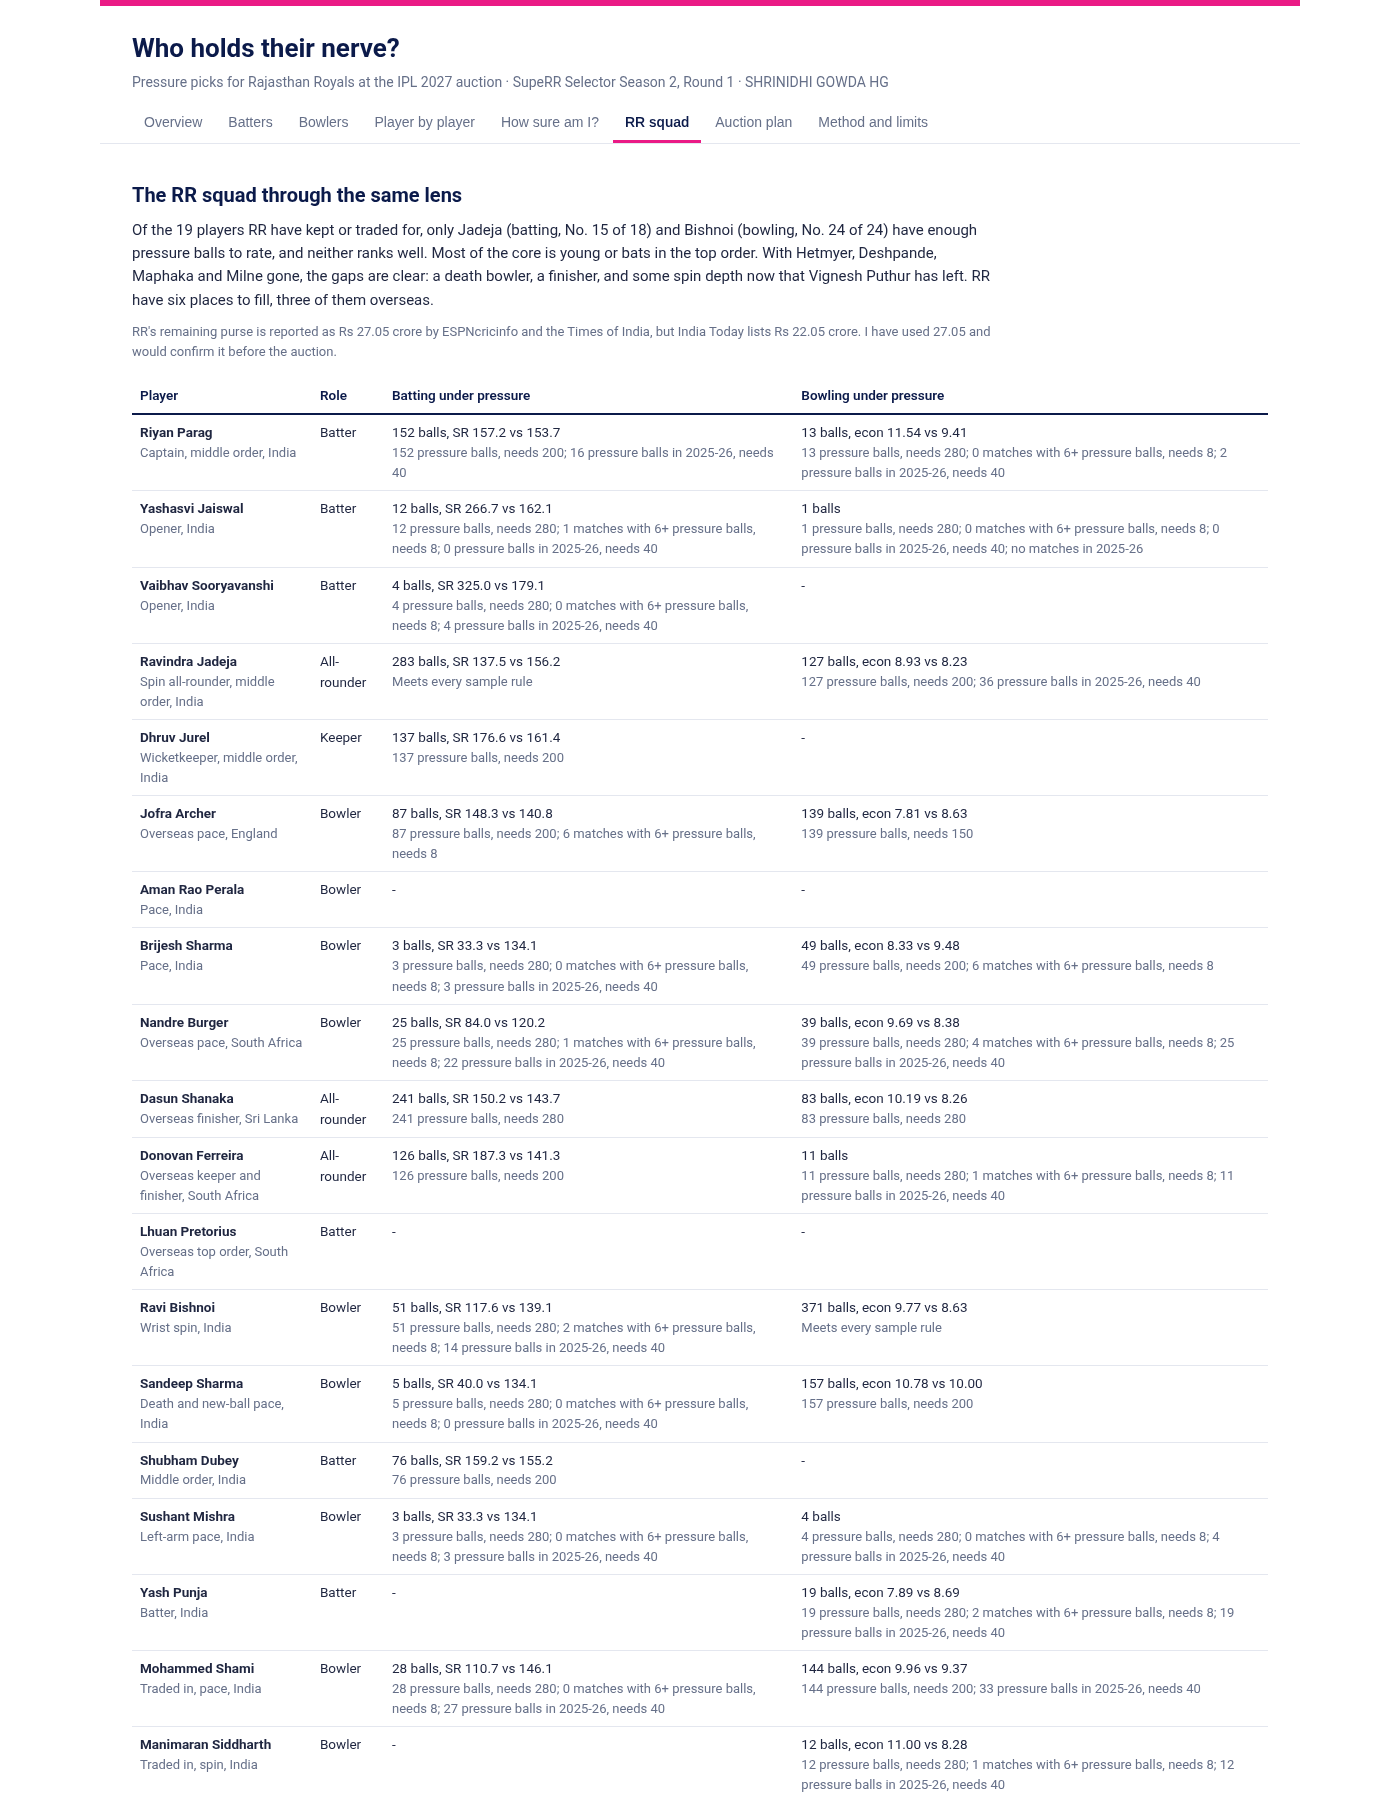 Who holds their nerve?
Pressure picks for Rajasthan Royals at the IPL 2027 auction · SupeRR Selector Season 2, Round 1 · SHRINIDHI GOWDA HG
Overview Batters Bowlers Player by player How sure am I? RR squad Auction plan Method and limits
The RR squad through the same lens
Of the 19 players RR have kept or traded for, only Jadeja (batting, No. 15 of 18) and Bishnoi (bowling, No. 24 of 24) have enough
pressure balls to rate, and neither ranks well. Most of the core is young or bats in the top order. With Hetmyer, Deshpande,
Maphaka and Milne gone, the gaps are clear: a death bowler, a finisher, and some spin depth now that Vignesh Puthur has left. RR
have six places to fill, three of them overseas.
RR's remaining purse is reported as Rs 27.05 crore by ESPNcricinfo and the Times of India, but India Today lists Rs 22.05 crore. I have used 27.05 and
would confirm it before the auction.
Player Role Batting under pressure Bowling under pressure
Riyan Parag Batter 152 balls, SR 157.2 vs 153.7 13 balls, econ 11.54 vs 9.41
Captain, middle order, India 152 pressure balls, needs 200; 16 pressure balls in 2025-26, needs 13 pressure balls, needs 280; 0 matches with 6+ pressure balls, needs 8; 2
40 pressure balls in 2025-26, needs 40
Yashasvi Jaiswal Batter 12 balls, SR 266.7 vs 162.1 1 balls
Opener, India 12 pressure balls, needs 280; 1 matches with 6+ pressure balls, 1 pressure balls, needs 280; 0 matches with 6+ pressure balls, needs 8; 0
needs 8; 0 pressure balls in 2025-26, needs 40 pressure balls in 2025-26, needs 40; no matches in 2025-26
Vaibhav Sooryavanshi Batter 4 balls, SR 325.0 vs 179.1 -
Opener, India 4 pressure balls, needs 280; 0 matches with 6+ pressure balls,
needs 8; 4 pressure balls in 2025-26, needs 40
Ravindra Jadeja All- 283 balls, SR 137.5 vs 156.2 127 balls, econ 8.93 vs 8.23
Spin all-rounder, middle rounder Meets every sample rule 127 pressure balls, needs 200; 36 pressure balls in 2025-26, needs 40
order, India
Dhruv Jurel Keeper 137 balls, SR 176.6 vs 161.4 -
Wicketkeeper, middle order, 137 pressure balls, needs 200
India
Jofra Archer Bowler 87 balls, SR 148.3 vs 140.8 139 balls, econ 7.81 vs 8.63
Overseas pace, England 87 pressure balls, needs 200; 6 matches with 6+ pressure balls, 139 pressure balls, needs 150
needs 8
Aman Rao Perala Bowler - -
Pace, India
Brijesh Sharma Bowler 3 balls, SR 33.3 vs 134.1 49 balls, econ 8.33 vs 9.48
Pace, India 3 pressure balls, needs 280; 0 matches with 6+ pressure balls, 49 pressure balls, needs 200; 6 matches with 6+ pressure balls, needs 8
needs 8; 3 pressure balls in 2025-26, needs 40
Nandre Burger Bowler 25 balls, SR 84.0 vs 120.2 39 balls, econ 9.69 vs 8.38
Overseas pace, South Africa 25 pressure balls, needs 280; 1 matches with 6+ pressure balls, 39 pressure balls, needs 280; 4 matches with 6+ pressure balls, needs 8; 25
needs 8; 22 pressure balls in 2025-26, needs 40 pressure balls in 2025-26, needs 40
Dasun Shanaka All- 241 balls, SR 150.2 vs 143.7 83 balls, econ 10.19 vs 8.26
Overseas finisher, Sri Lanka rounder 241 pressure balls, needs 280 83 pressure balls, needs 280
Donovan Ferreira All- 126 balls, SR 187.3 vs 141.3 11 balls
Overseas keeper and rounder 126 pressure balls, needs 200 11 pressure balls, needs 280; 1 matches with 6+ pressure balls, needs 8; 11
finisher, South Africa pressure balls in 2025-26, needs 40
Lhuan Pretorius Batter - -
Overseas top order, South
Africa
Ravi Bishnoi Bowler 51 balls, SR 117.6 vs 139.1 371 balls, econ 9.77 vs 8.63
Wrist spin, India 51 pressure balls, needs 280; 2 matches with 6+ pressure balls, Meets every sample rule
needs 8; 14 pressure balls in 2025-26, needs 40
Sandeep Sharma Bowler 5 balls, SR 40.0 vs 134.1 157 balls, econ 10.78 vs 10.00
Death and new-ball pace, 5 pressure balls, needs 280; 0 matches with 6+ pressure balls, 157 pressure balls, needs 200
India needs 8; 0 pressure balls in 2025-26, needs 40
Shubham Dubey Batter 76 balls, SR 159.2 vs 155.2 -
Middle order, India 76 pressure balls, needs 200
Sushant Mishra Bowler 3 balls, SR 33.3 vs 134.1 4 balls
Left-arm pace, India 3 pressure balls, needs 280; 0 matches with 6+ pressure balls, 4 pressure balls, needs 280; 0 matches with 6+ pressure balls, needs 8; 4
needs 8; 3 pressure balls in 2025-26, needs 40 pressure balls in 2025-26, needs 40
Yash Punja Batter - 19 balls, econ 7.89 vs 8.69
Batter, India 19 pressure balls, needs 280; 2 matches with 6+ pressure balls, needs 8; 19
pressure balls in 2025-26, needs 40
Mohammed Shami Bowler 28 balls, SR 110.7 vs 146.1 144 balls, econ 9.96 vs 9.37
Traded in, pace, India 28 pressure balls, needs 280; 0 matches with 6+ pressure balls, 144 pressure balls, needs 200; 33 pressure balls in 2025-26, needs 40
needs 8; 27 pressure balls in 2025-26, needs 40
Manimaran Siddharth Bowler - 12 balls, econ 11.00 vs 8.28
Traded in, spin, India 12 pressure balls, needs 280; 1 matches with 6+ pressure balls, needs 8; 12
pressure balls in 2025-26, needs 40